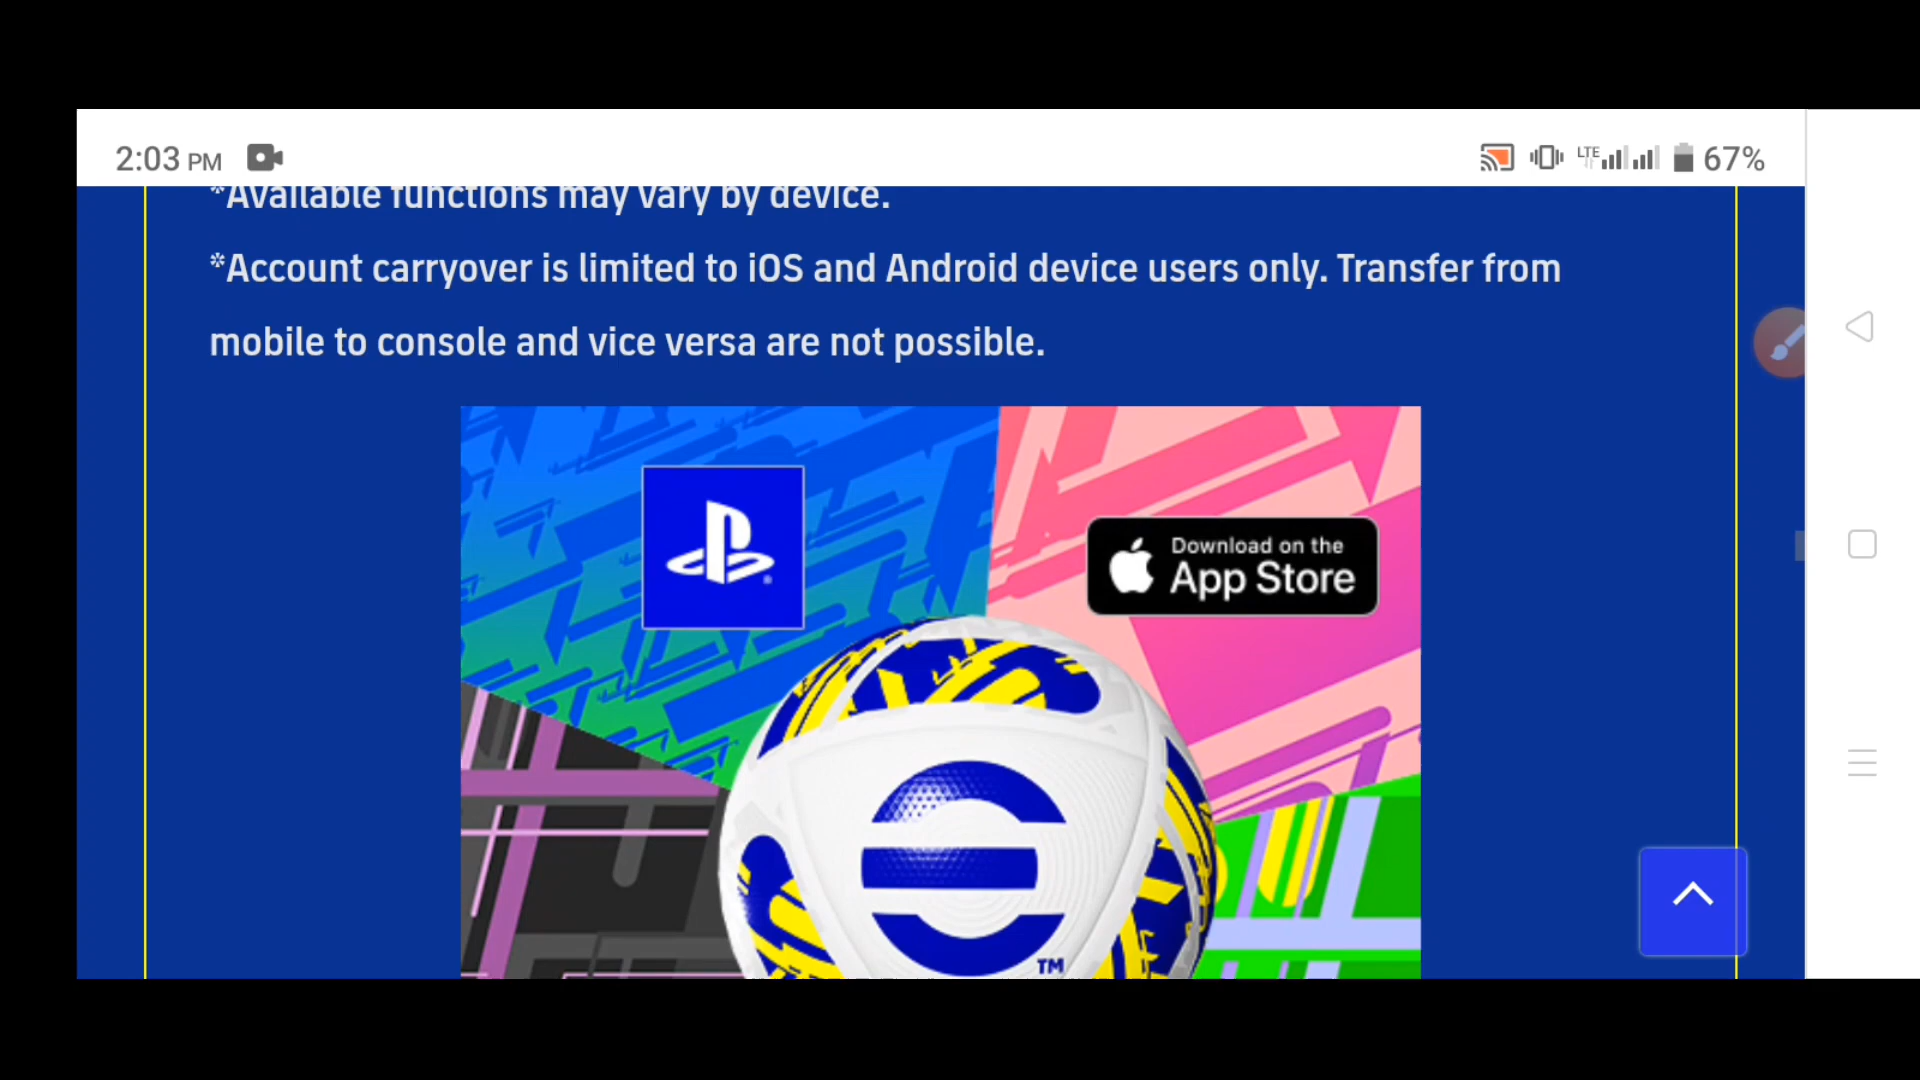 2:03 PM
LTE
67%
*Available functions may vary by device.
*Account carryover is limited to iOS and Android device users only. Transfer from
mobile to console and vice versa are not possible.
Download on the
App Store
TM